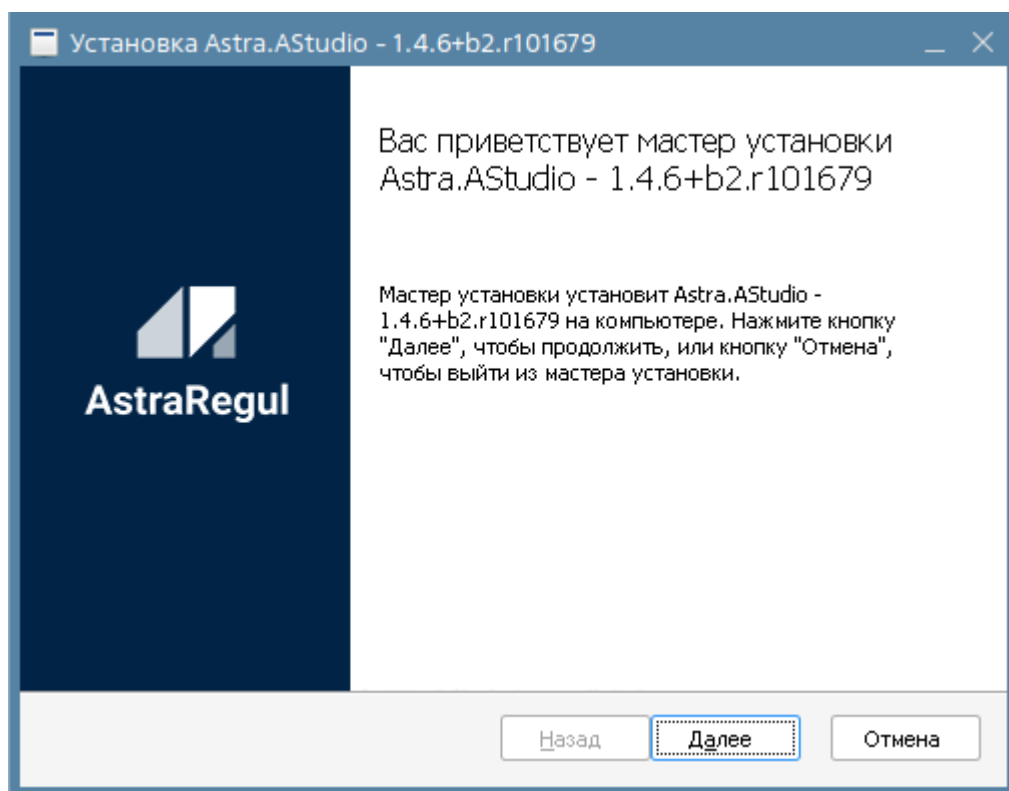 Установка Astra.AStudio - 1.4.6+b2.r101679
Вас приветствует мастер установки
Astra.AStudio - 1.4.6+b2.r101679
Мастер установки установит Astra.AStudio -
1.4.6+b2.r101679 на компьютере. Нажмите кнопку
"Далее", чтобы продолжить, или кнопку "Отмена",
чтобы выйти из мастера установки.
AstraRegul
Назад
Далее
Отмена